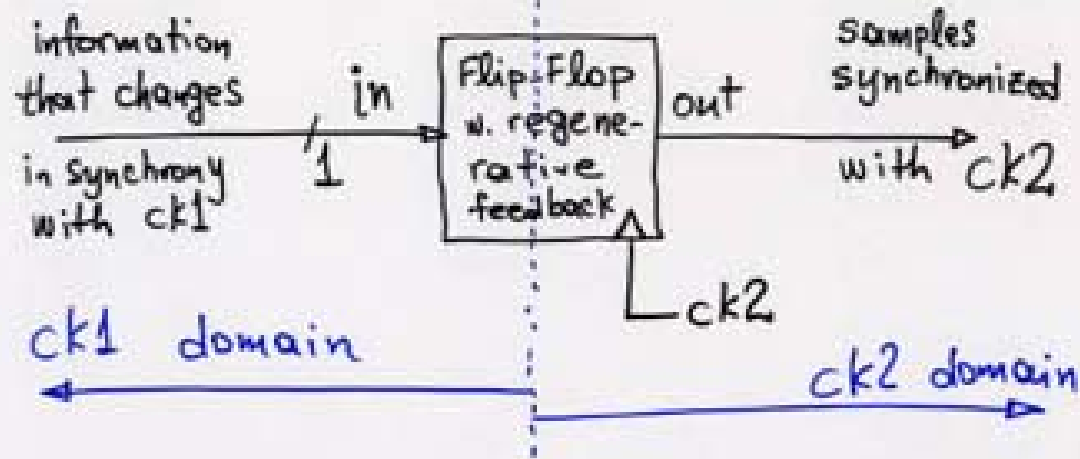 information
that changes
in synchrony
with ck1
in
1
Flip-Flop
w. regene-
rative
feedback
out
samples
synchronized
with ck2
ck2
ck1 domain
ck2 domain